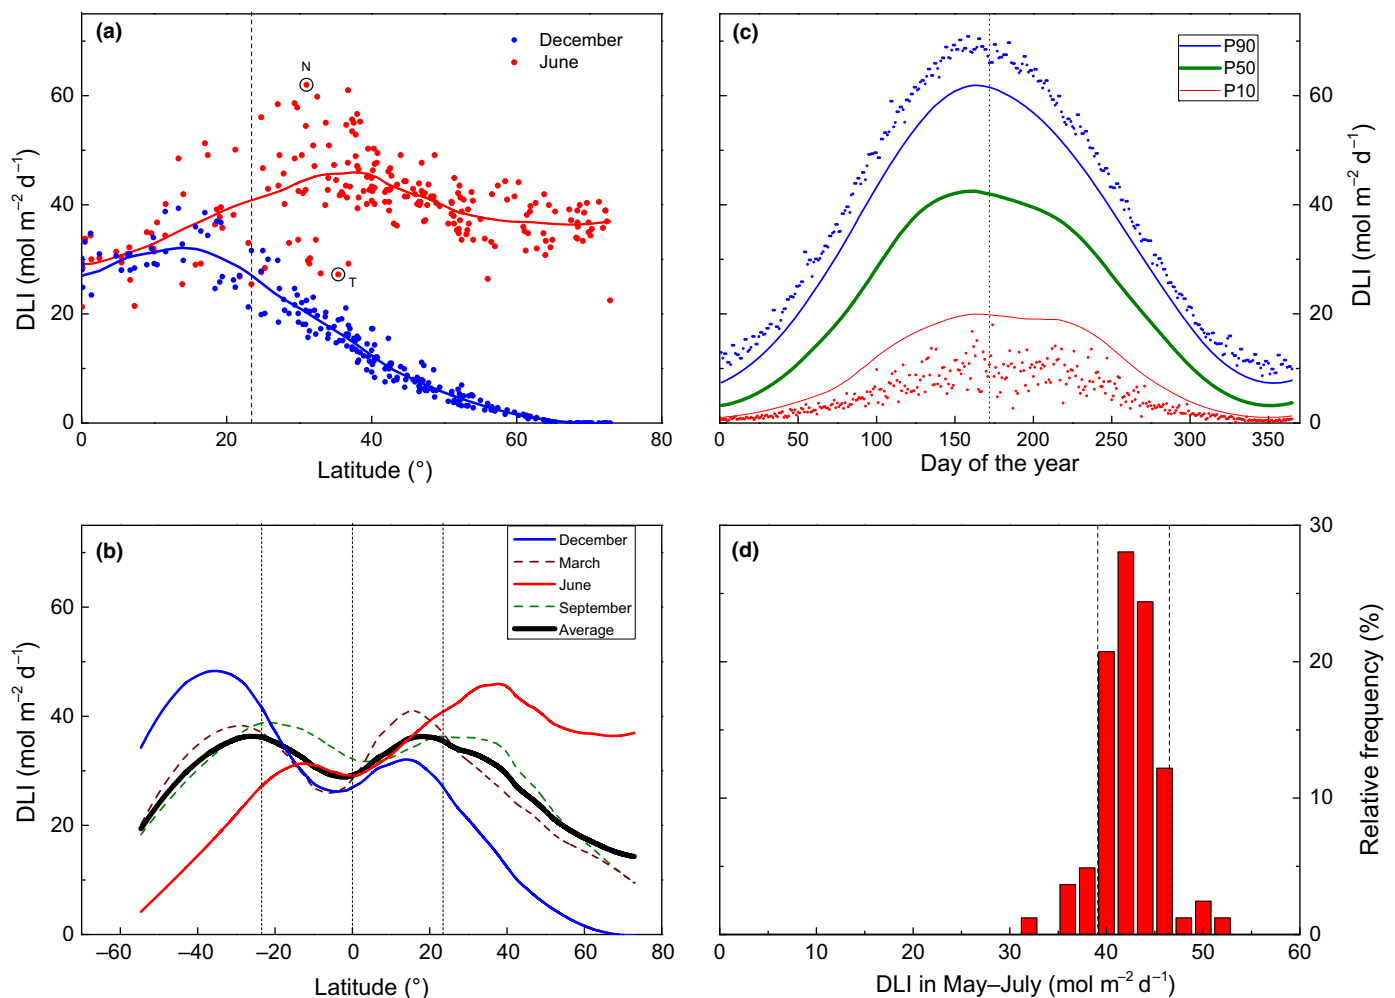 (a)
December
June
N
T
60
40
20
0
0
20
40
60
80
DLI (mol m⁻² d⁻¹)
Latitude (°)
(c)
P90
P50
P10
60
40
20
0
0
50
100
150
200
250
300
350
DLI (mol m⁻² d⁻¹)
Day of the year
(b)
December
March
June
September
Average
60
40
20
0
–60
–40
–20
0
20
40
60
80
DLI (mol m⁻² d⁻¹)
Latitude (°)
(d)
30
20
10
0
0
10
20
30
40
50
60
Relative frequency (%)
DLI in May–July (mol m⁻² d⁻¹)